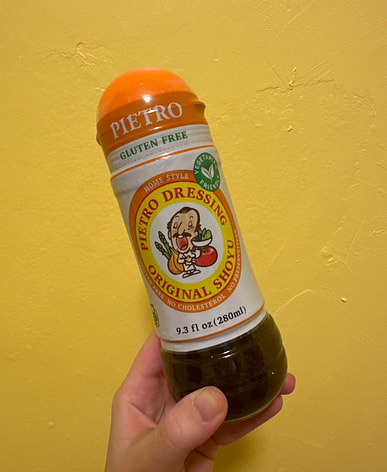 PIETRO
GLUTEN FREE
VEGETARIAN
FRIENDLY
HOME STYLE
PIETRO DRESSING
ORIGINAL SHOYU
NO CHOLESTEROL
9.3 fl oz (280ml)